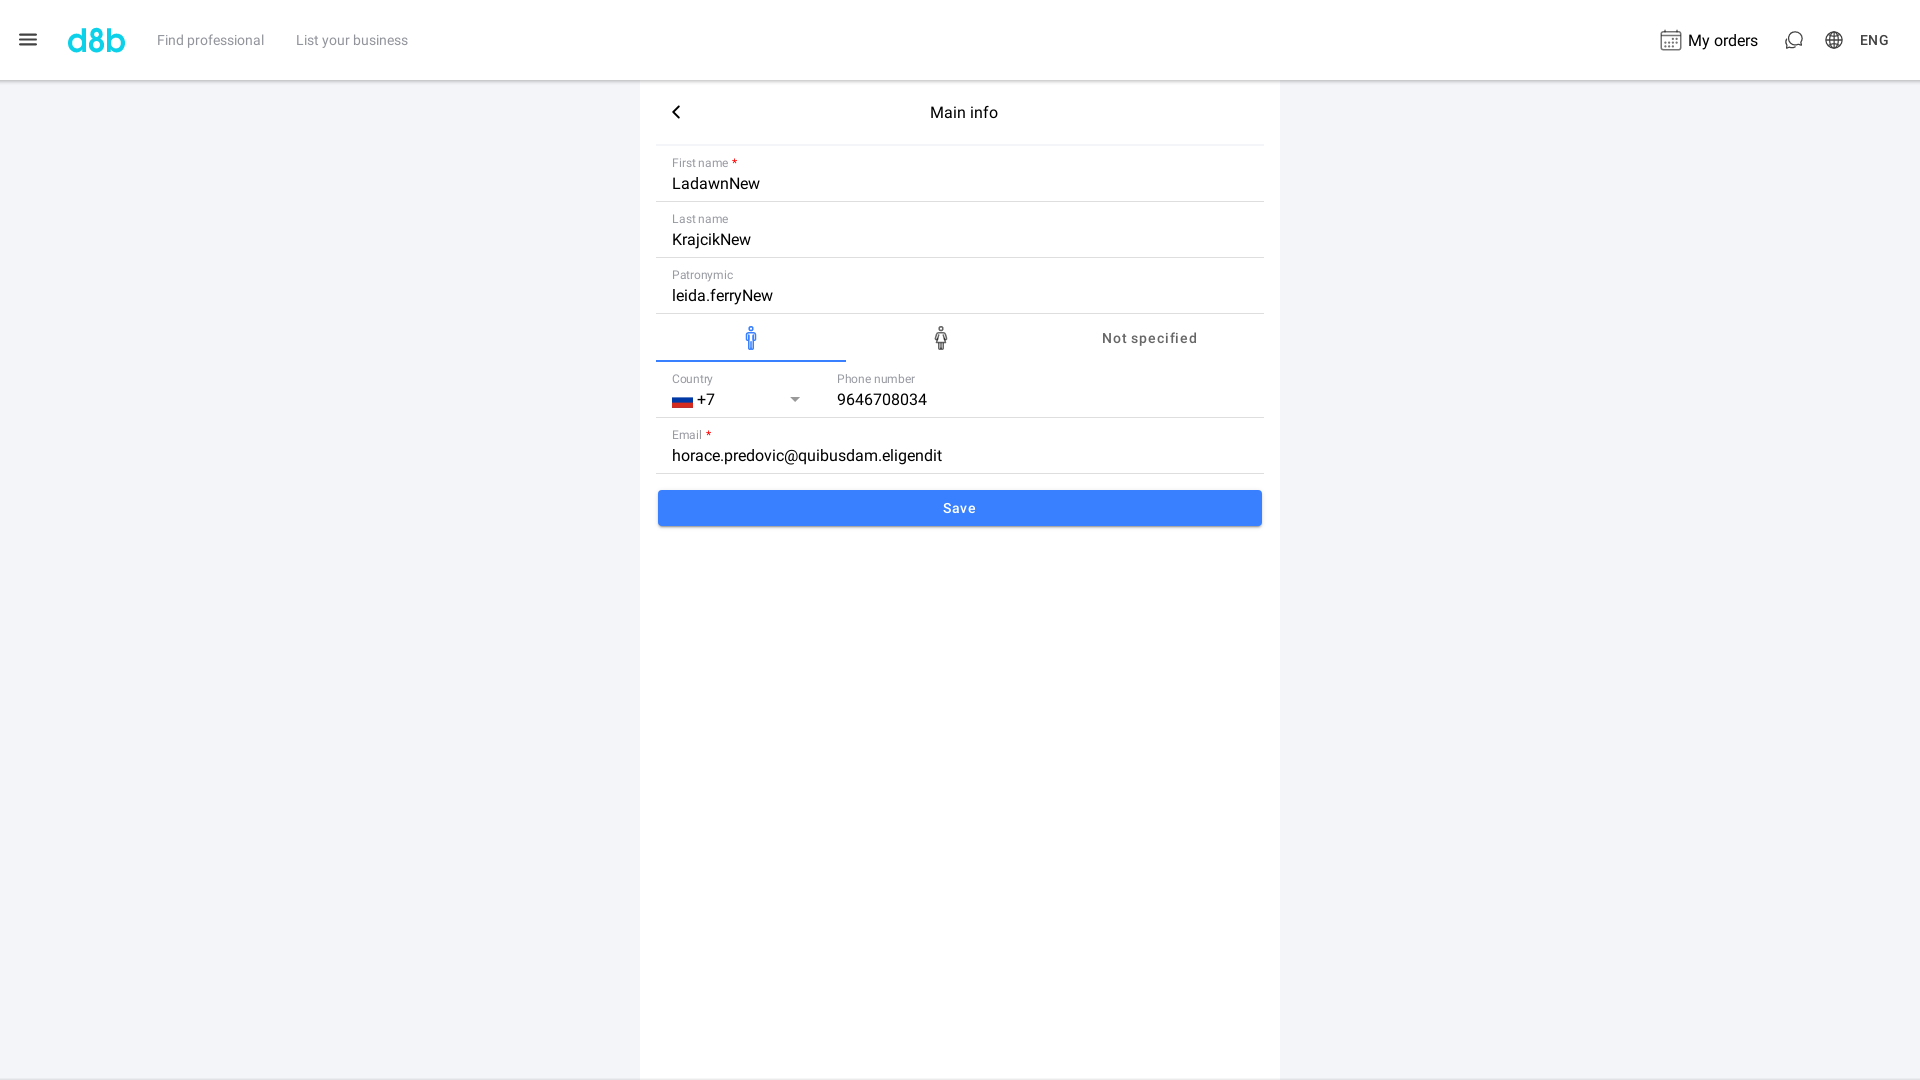 d8b Find professional List your business My orders ENG
Main info
First name *
LadawnNew
Last name
KrajcikNew
Patronymic
leida.ferryNew
Not specified
Country Phone number
+7 9646708034
Email *
horace.predovic@quibusdam.eligendit
Save